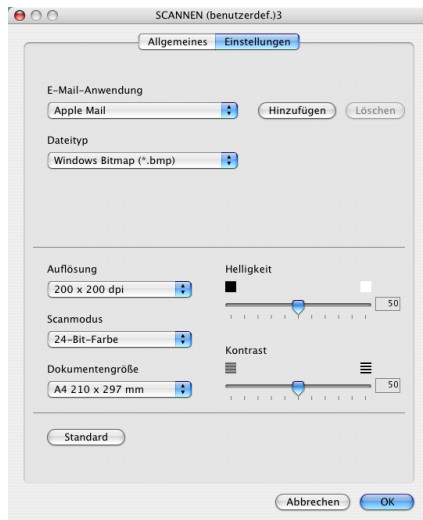 SCANNEN (benutzerdef.)3
Allgemeines Einstellungen
E-Mail-Anwendung
Apple Mail Hinzufügen Löschen
Dateityp
Windows Bitmap (*.bmp)
Auflösung Helligkeit
200 x 200 dpi 50
Scanmodus
24-Bit-Farbe
Kontrast
Dokumentengröße
A4 210 x 297 mm 50
Standard
Abbrechen OK